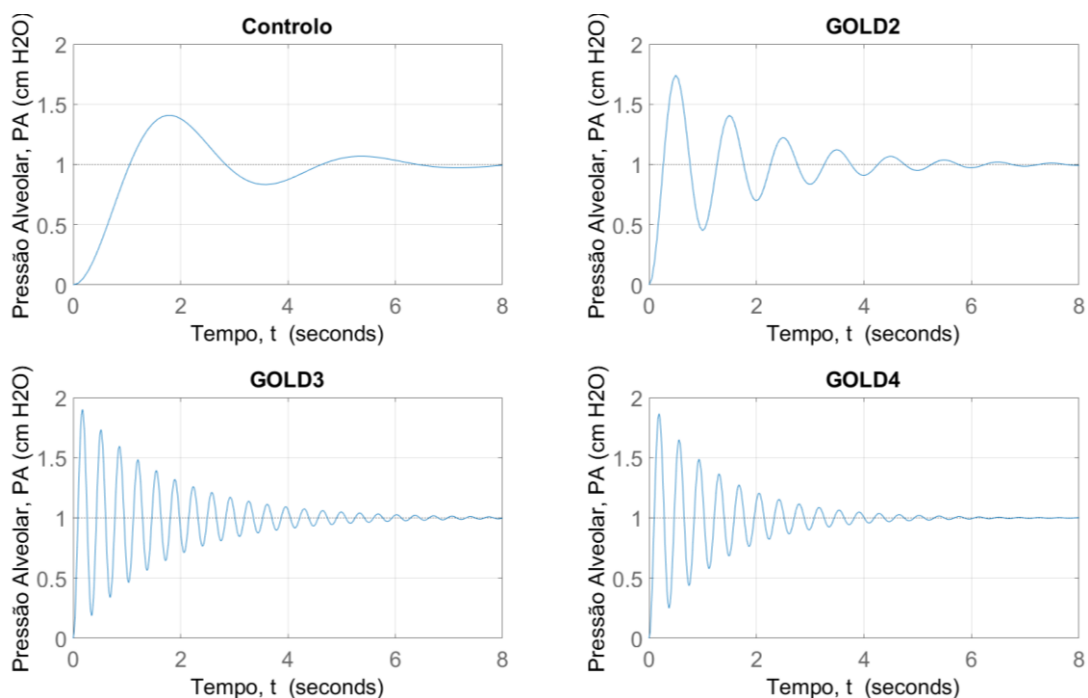 Controlo
Pressão Alveolar, PA (cm H2O)
2
1.5
1
0.5
0
0 2 4 6 8
Tempo, t (seconds)
GOLD2
Pressão Alveolar, PA (cm H2O)
2
1.5
1
0.5
0
0 2 4 6 8
Tempo, t (seconds)
GOLD3
Pressão Alveolar, PA (cm H2O)
2
1.5
1
0.5
0
0 2 4 6 8
Tempo, t (seconds)
GOLD4
Pressão Alveolar, PA (cm H2O)
2
1.5
1
0.5
0
0 2 4 6 8
Tempo, t (seconds)